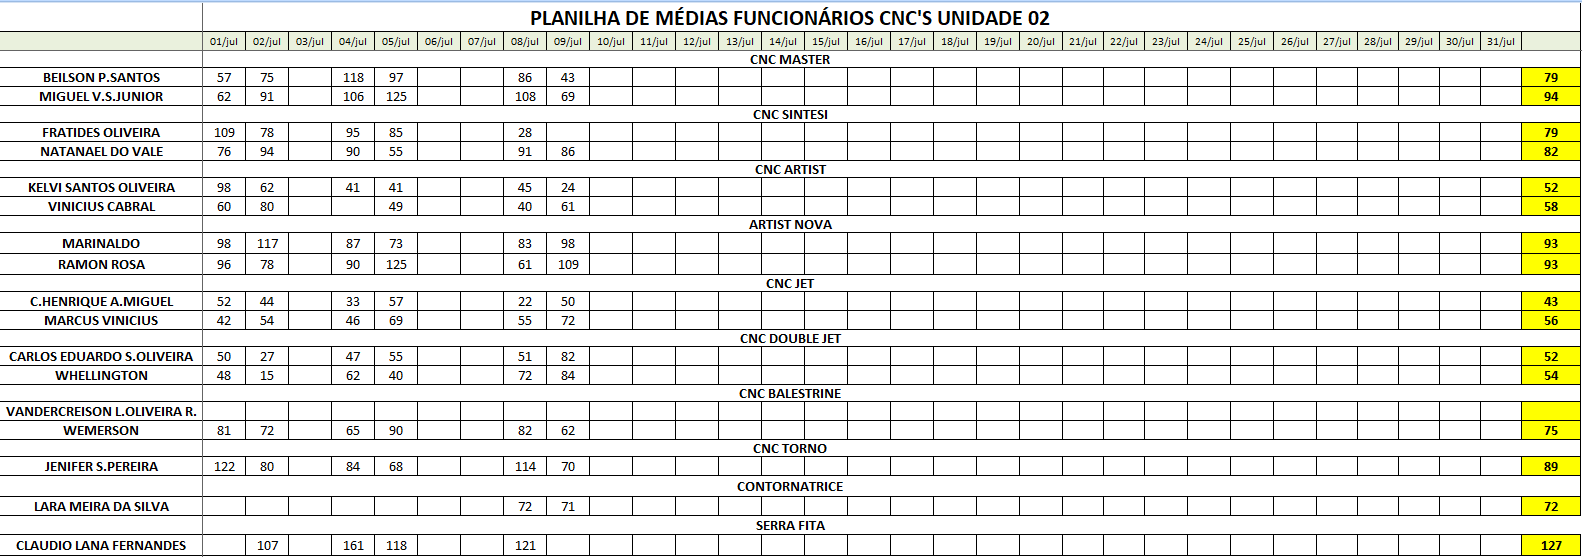 PLANILHA DE MÉDIAS FUNCIONÁRIOS CNC'S UNIDADE 02
01/jul 02/jul 03/jul 04/jul 05/jul 06/jul 07/jul 08/jul 09/jul 10/jul 11/jul 12/jul 13/jul 14/jul 15/jul 16/jul 17/jul 18/jul 19/jul 20/jul 21/jul 22/jul 23/jul 24/jul 25/jul 26/jul 27/jul 28/jul 29/jul 30/jul 31/jul
CNC MASTER
BEILSON P.SANTOS 57 75 118 97 86 43 79
MIGUEL V.S.JUNIOR 62 91 106 125 108 69 94
CNC SINTESI
FRATIDES OLIVEIRA 109 78 95 85 28 79
NATANAEL DO VALE 76 94 90 55 91 86 82
CNC ARTIST
KELVI SANTOS OLIVEIRA 98 62 41 41 45 24 52
VINICIUS CABRAL 60 80 49 40 61 58
ARTIST NOVA
MARINALDO 98 117 87 73 83 98 93
RAMON ROSA 96 78 90 125 61 109 93
CNC JET
C.HENRIQUE A.MIGUEL 52 44 33 57 22 50 43
MARCUS VINICIUS 42 54 46 69 55 72 56
CNC DOUBLE JET
CARLOS EDUARDO S.OLIVEIRA 50 27 47 55 51 82 52
WHELLINGTON 48 15 62 40 72 84 54
CNC BALESTRINE
VANDERCREISON L.OLIVEIRA R.
WEMERSON 81 72 65 90 82 62 75
CNC TORNO
JENIFER S.PEREIRA 122 80 84 68 114 70 89
CONTORNATRICE
LARA MEIRA DA SILVA 72 71 72
SERRA FITA
CLAUDIO LANA FERNANDES 107 161 118 121 127